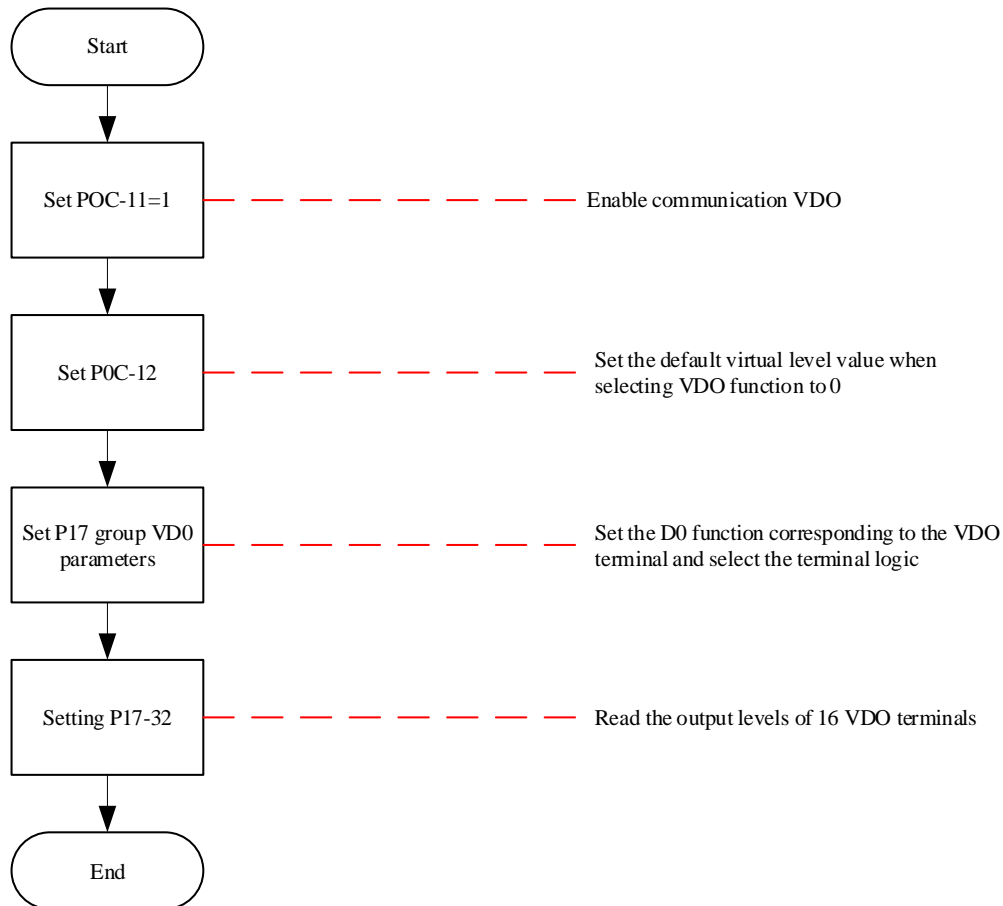 Start
Set POC-11=1
Enable communication VDO
Set P0C-12
Set the default virtual level value when
selecting VDO function to 0
Set P17 group VD0
parameters
Set the D0 function corresponding to the VDO
terminal and select the terminal logic
Setting P17-32
Read the output levels of 16 VDO terminals
End